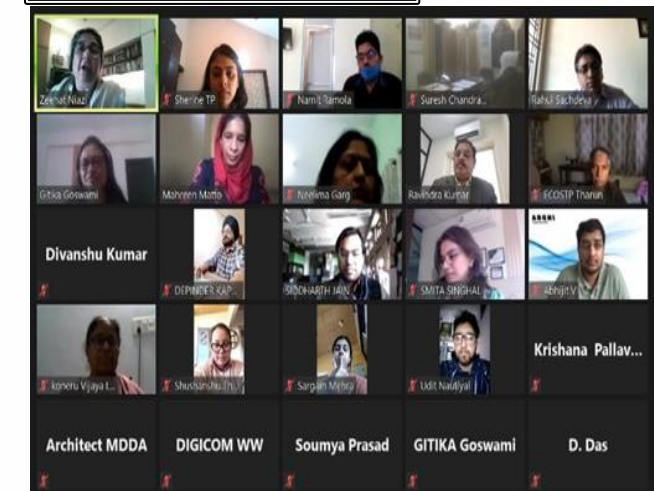 Zeenat Niazi
Sherine TP
Namit Ramola
Suresh Chandra...
Rahul Sachdeva
Gitika Goswami
Mahreen Matto
Neelima Garg
Ravindra Kumar
ECOSTP Tharun
Divanshu Kumar
DEPINDER KAP...
SIDDHARTH JAIN
SMITA SINGHAL
Abhijit V
koneru Vijaya L...
Shushanshu Th...
Sargam Mehra
Udit Nautiyal
Krishana Pallav...
Architect MDDA
DIGICOM WW
Soumya Prasad
GITIKA Goswami
D. Das